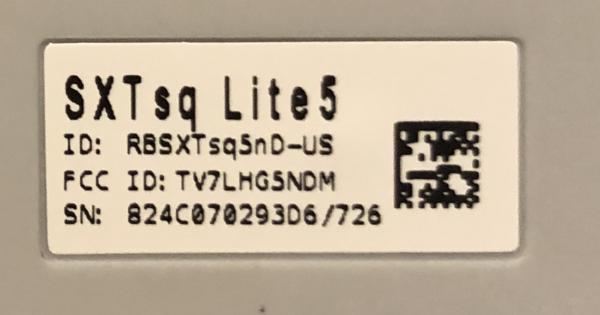 SXTsq Lite5
ID: RBSXTsq5nD-US
FCC ID: TV7LHG5NDM
SN: 824C070293D6/726